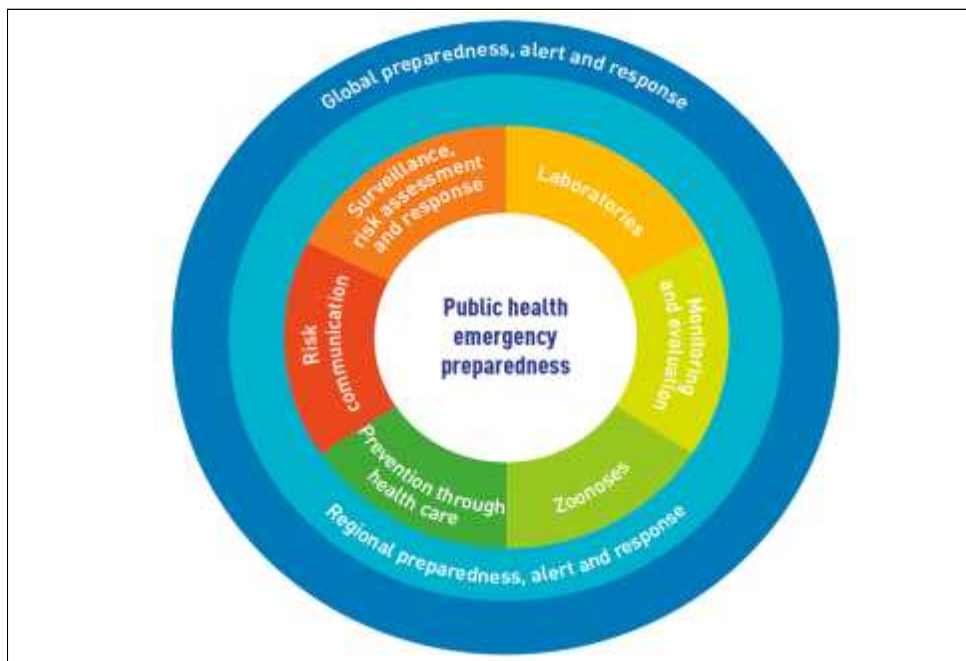 Global preparedness, alert and response
Surveillance,
risk assessment
and response
Laboratories
Risk
communication
Public health
emergency
preparedness
Monitoring
and evaluation
Prevention through
health care
Zoonoses
Regional preparedness, alert and response